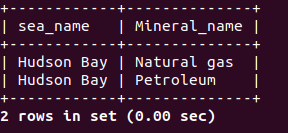 +------------+--------------+
| sea_name   | Mineral_name |
+------------+--------------+
| Hudson Bay | Natural gas  |
| Hudson Bay | Petroleum    |
+------------+--------------+
2 rows in set (0.00 sec)